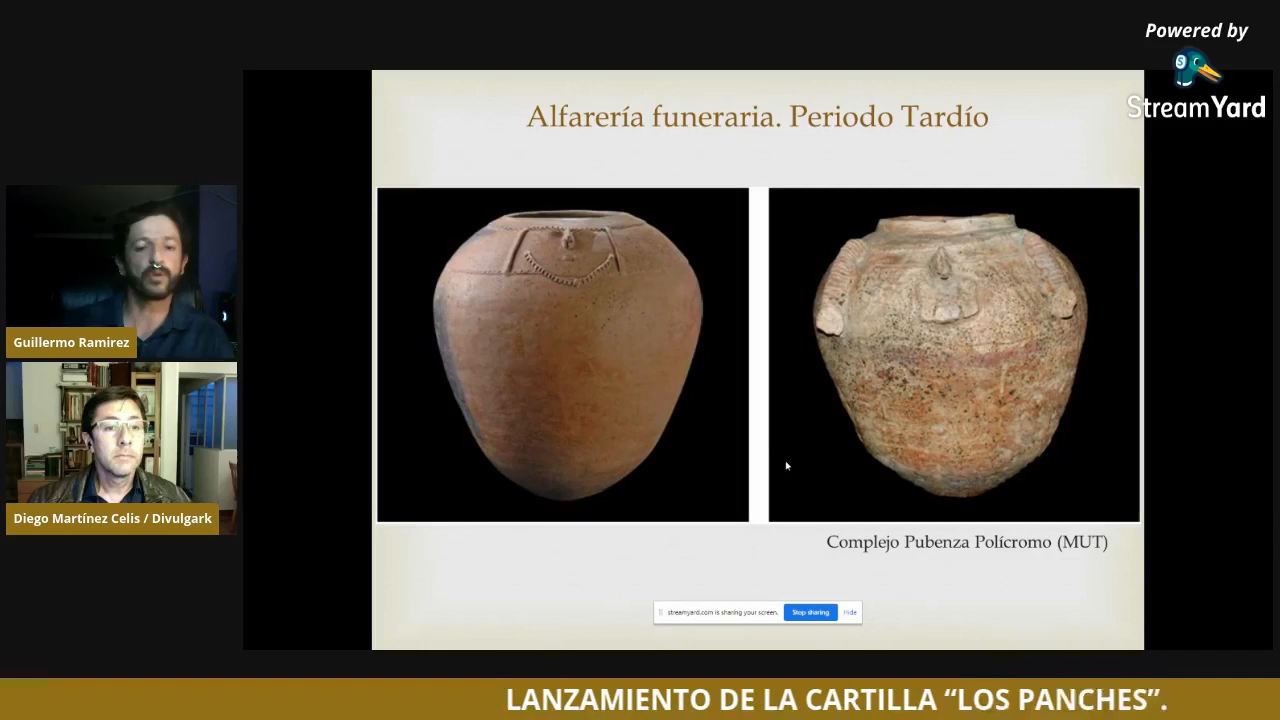 Powered by
StreamYard
Alfarería funeraria. Periodo Tardío
Guillermo Ramirez
Diego Martínez Celis / Divulgark
Complejo Pubenza Polícromo (MUT)
streamyard.com is sharing your screen.
Stop sharing
Hide
LANZAMIENTO DE LA CARTILLA “LOS PANCHES”.